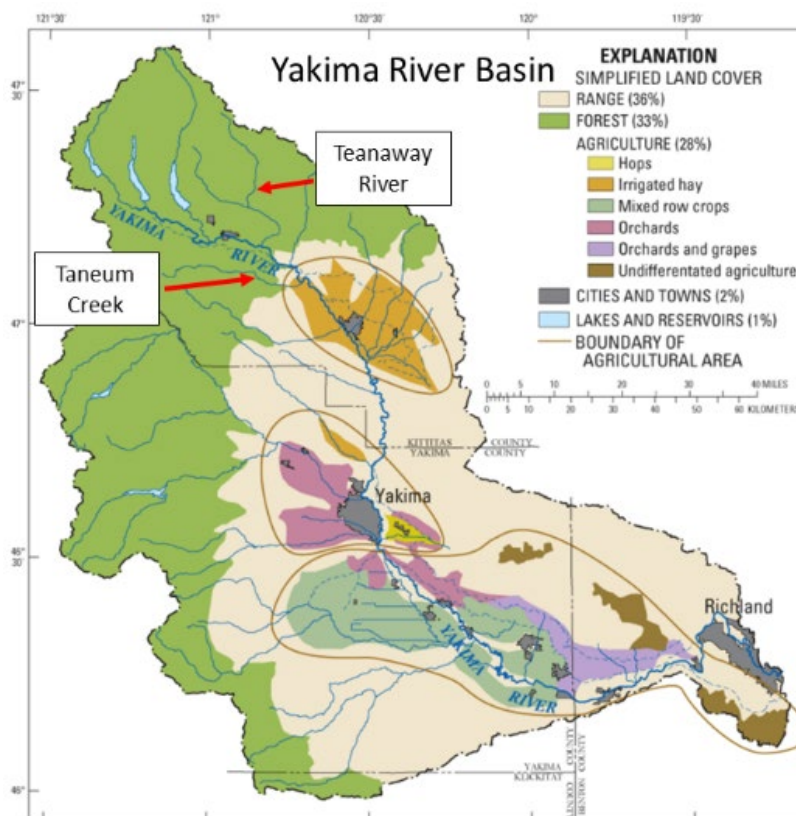 121°30'
121°
120°30'
120°
119°30'
Yakima River Basin
EXPLANATION
SIMPLIFIED LAND COVER
RANGE (36%)
FOREST (33%)
AGRICULTURE (28%)
Hops
Irrigated hay
Mixed row crops
Orchards
Orchards and grapes
Undifferentated agriculture
CITIES AND TOWNS (2%)
LAKES AND RESERVOIRS (1%)
BOUNDARY OF
AGRICULTURAL AREA
0 10 20 30 40 MILES
0 10 20 30 40 50 60 KILOMETERS
47°
30'
Teanaway
River
YAKIMA
RIVER
Taneum
Creek
47°
KITTITAS COUNTY
YAKIMA COUNTY
Yakima
46°
30'
Richland
YAKIMA
RIVER
YAKIMA
KLICKITAT
COUNTY
COUNTY
BENTON
46°